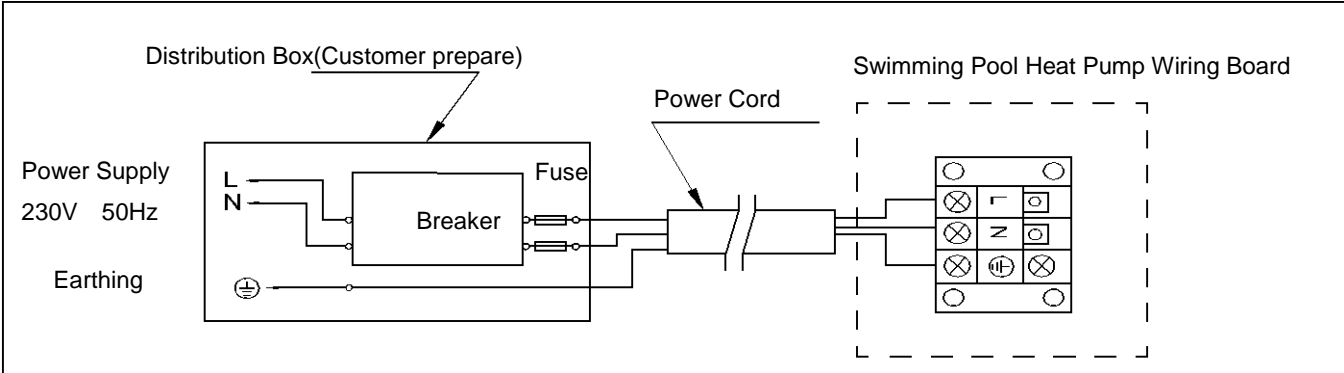 Distribution Box(Customer prepare)
Swimming Pool Heat Pump Wiring Board
Power Cord
Power Supply
230V 50Hz
Earthing
L
N
Fuse
Breaker
L
N